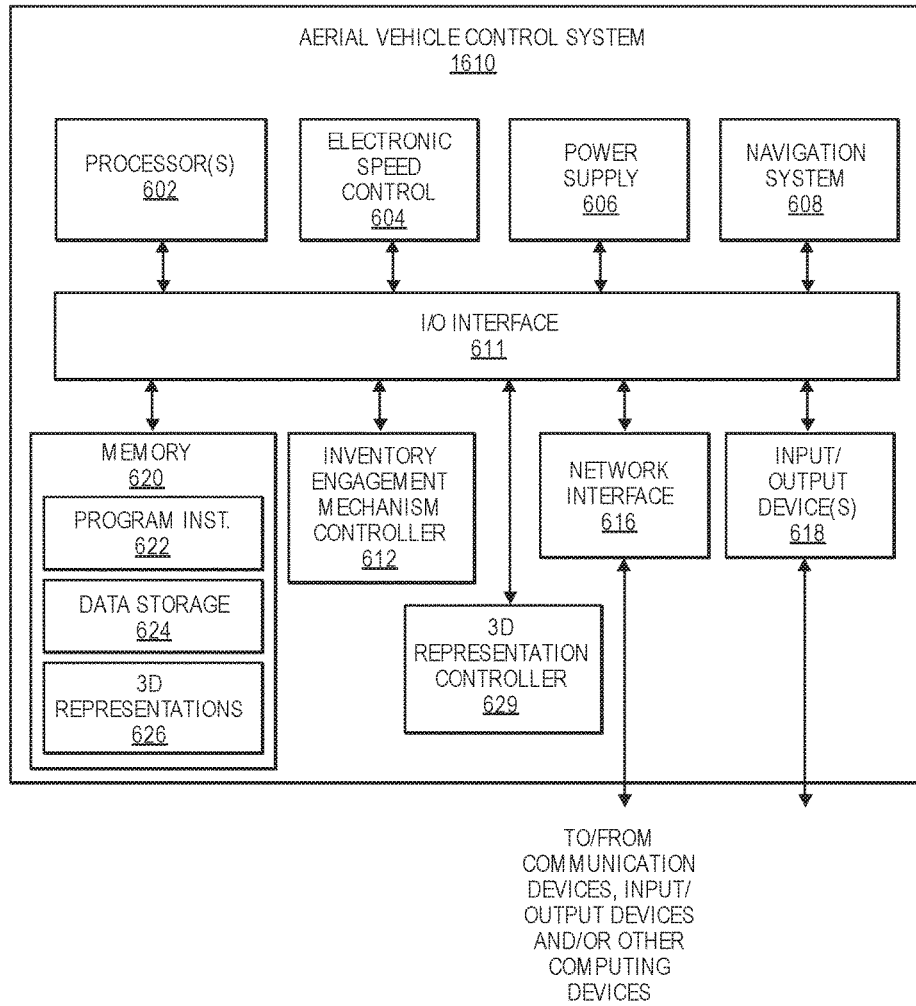 AERIAL VEHICLE CONTROL SYSTEM
1610
PROCESSOR(S)
602
ELECTRONIC
SPEED
CONTROL
604
POWER
SUPPLY
606
NAVIGATION
SYSTEM
608
I/O INTERFACE
611
MEMORY
620
PROGRAM INST.
622
DATA STORAGE
624
3D
REPRESENTATIONS
626
INVENTORY
ENGAGEMENT
MECHANISM
CONTROLLER
612
3D
REPRESENTATION
CONTROLLER
629
NETWORK
INTERFACE
616
INPUT/
OUTPUT
DEVICE(S)
618
TO/FROM
COMMUNICATION
DEVICES, INPUT/
OUTPUT DEVICES
AND/OR OTHER
COMPUTING
DEVICES